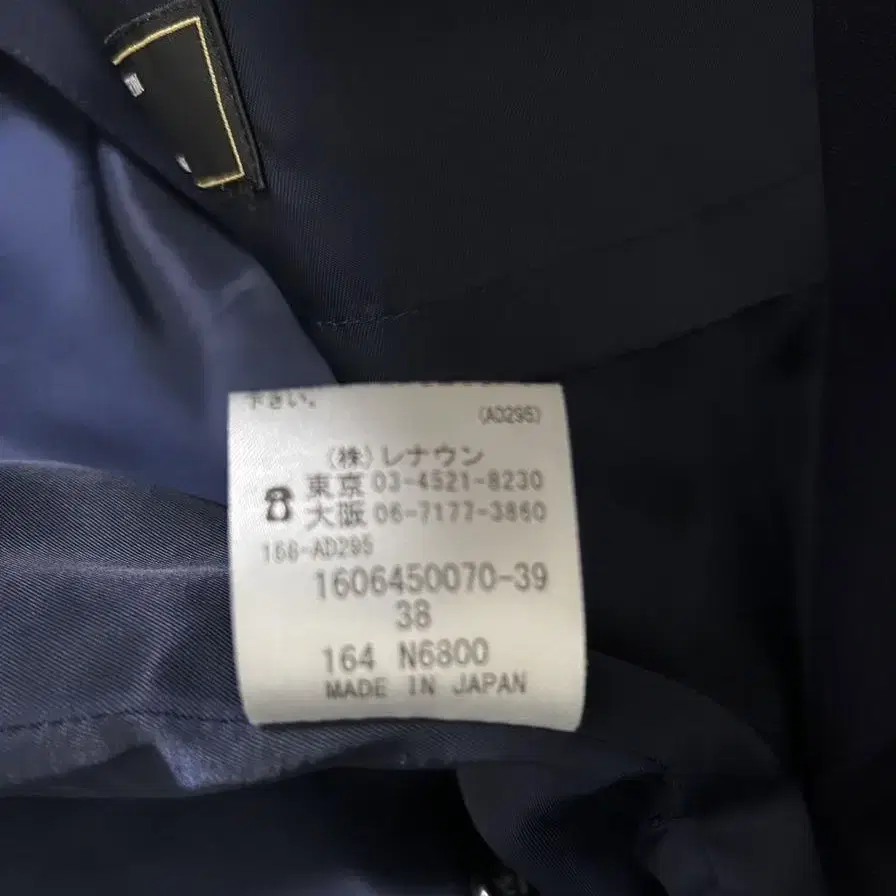 下さい。
(AD295)
(株)レナウン
☎ 東京 03-4521-8230
大阪 06-7177-3860
168-AD295
1606450070-39
38
164 N6800
MADE IN JAPAN